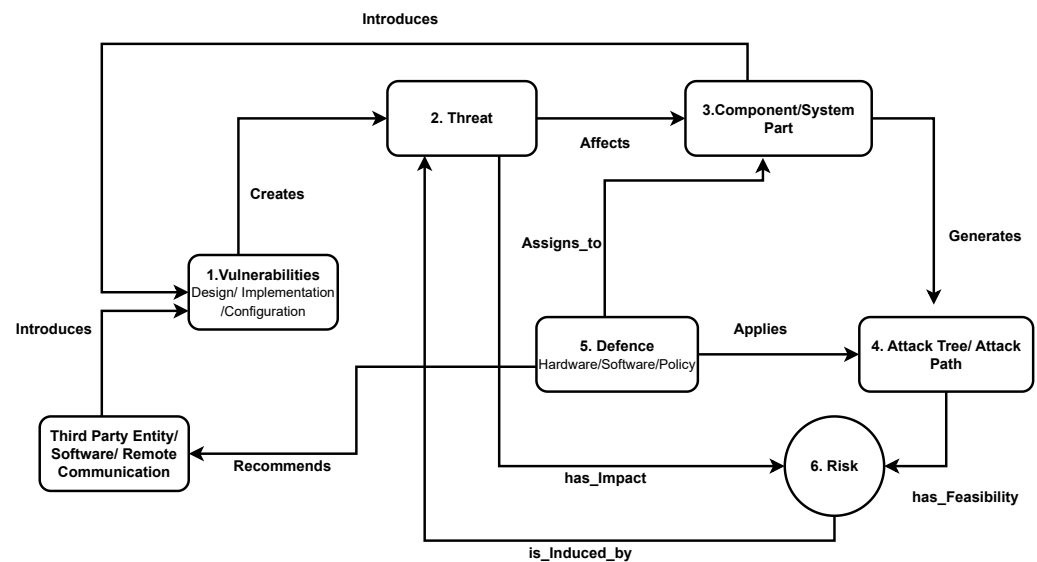 Introduces
2. Threat
3.Component/System
Part
Affects
Creates
Assigns_to
Generates
1.Vulnerabilities
Design/ Implementation
/Configuration
Introduces
5. Defence
Hardware/Software/Policy
Applies
4. Attack Tree/ Attack
Path
Third Party Entity/
Software/ Remote
Communication
Recommends
has_Impact
6. Risk
has_Feasibility
is_Induced_by